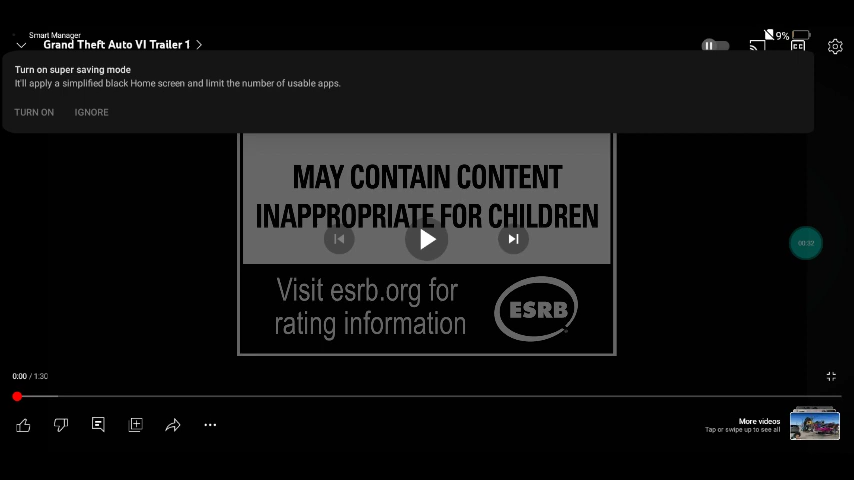 Smart Manager
9%
Grand Theft Auto VI Trailer 1
CC
Turn on super saving mode
It'll apply a simplified black Home screen and limit the number of usable apps.
TURN ON IGNORE
MAY CONTAIN CONTENT
INAPPROPRIATE FOR CHILDREN
00:32
Visit esrb.org for
rating information
ESRB
0:00 / 1:30
More videos
Tap or swipe up to see all